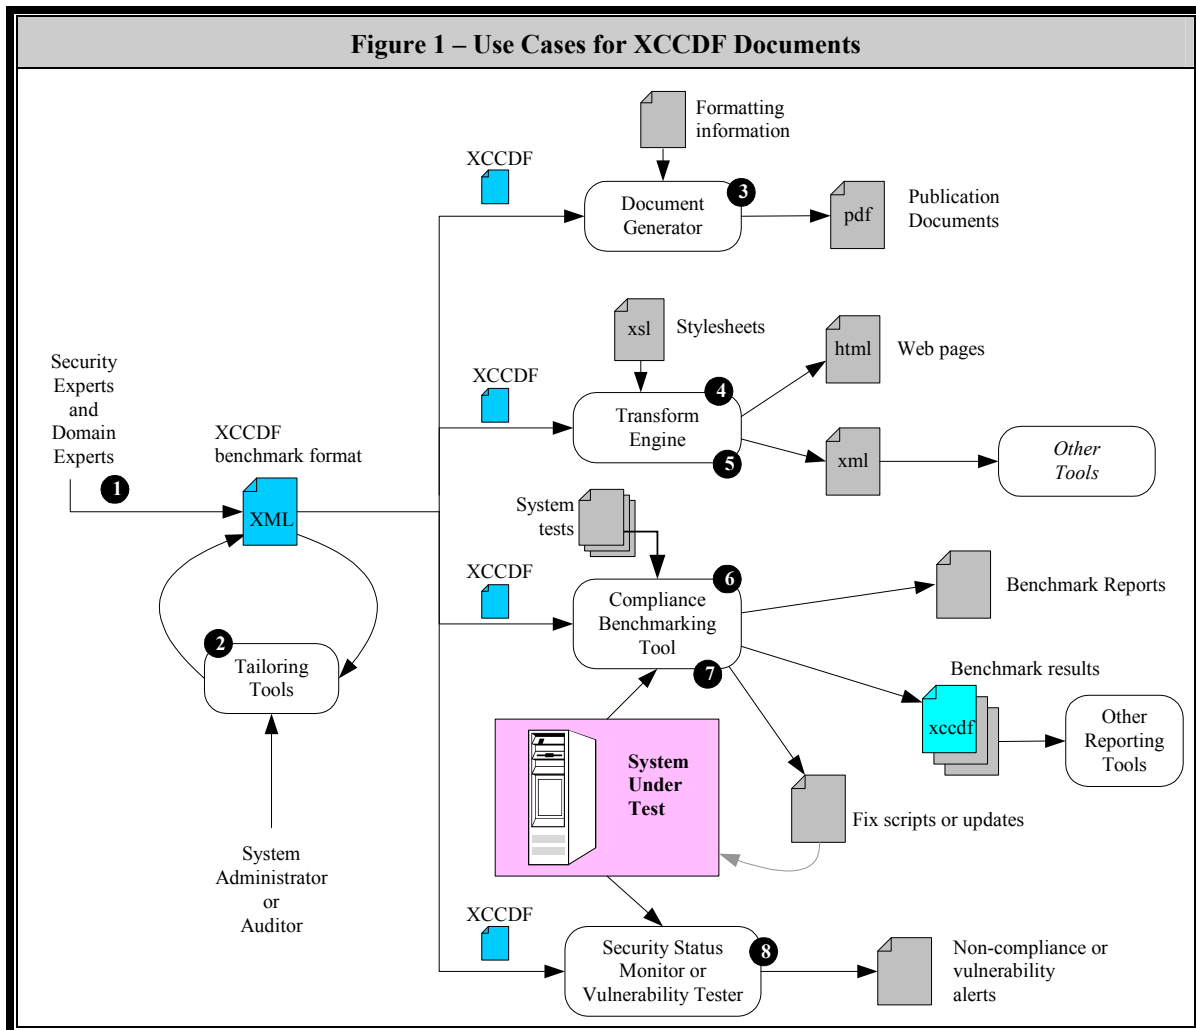 Figure 1 – Use Cases for XCCDF Documents
Formatting
information
XCCDF
Document
Generator
3
pdf
Publication
Documents
xsl
Stylesheets
html
Web pages
XCCDF
4
Transform
Engine
5
xml
Other
Tools
Security
Experts
and
Domain
Experts
1
XCCDF
benchmark format
XML
System
tests
XCCDF
6
Compliance
Benchmarking
Tool
7
Benchmark Reports
2
Tailoring
Tools
Benchmark results
xccdf
Other
Reporting
Tools
System
Under
Test
Fix scripts or updates
System
Administrator
or
Auditor
XCCDF
Security Status
Monitor or
Vulnerability Tester
8
Non-compliance or
vulnerability
alerts